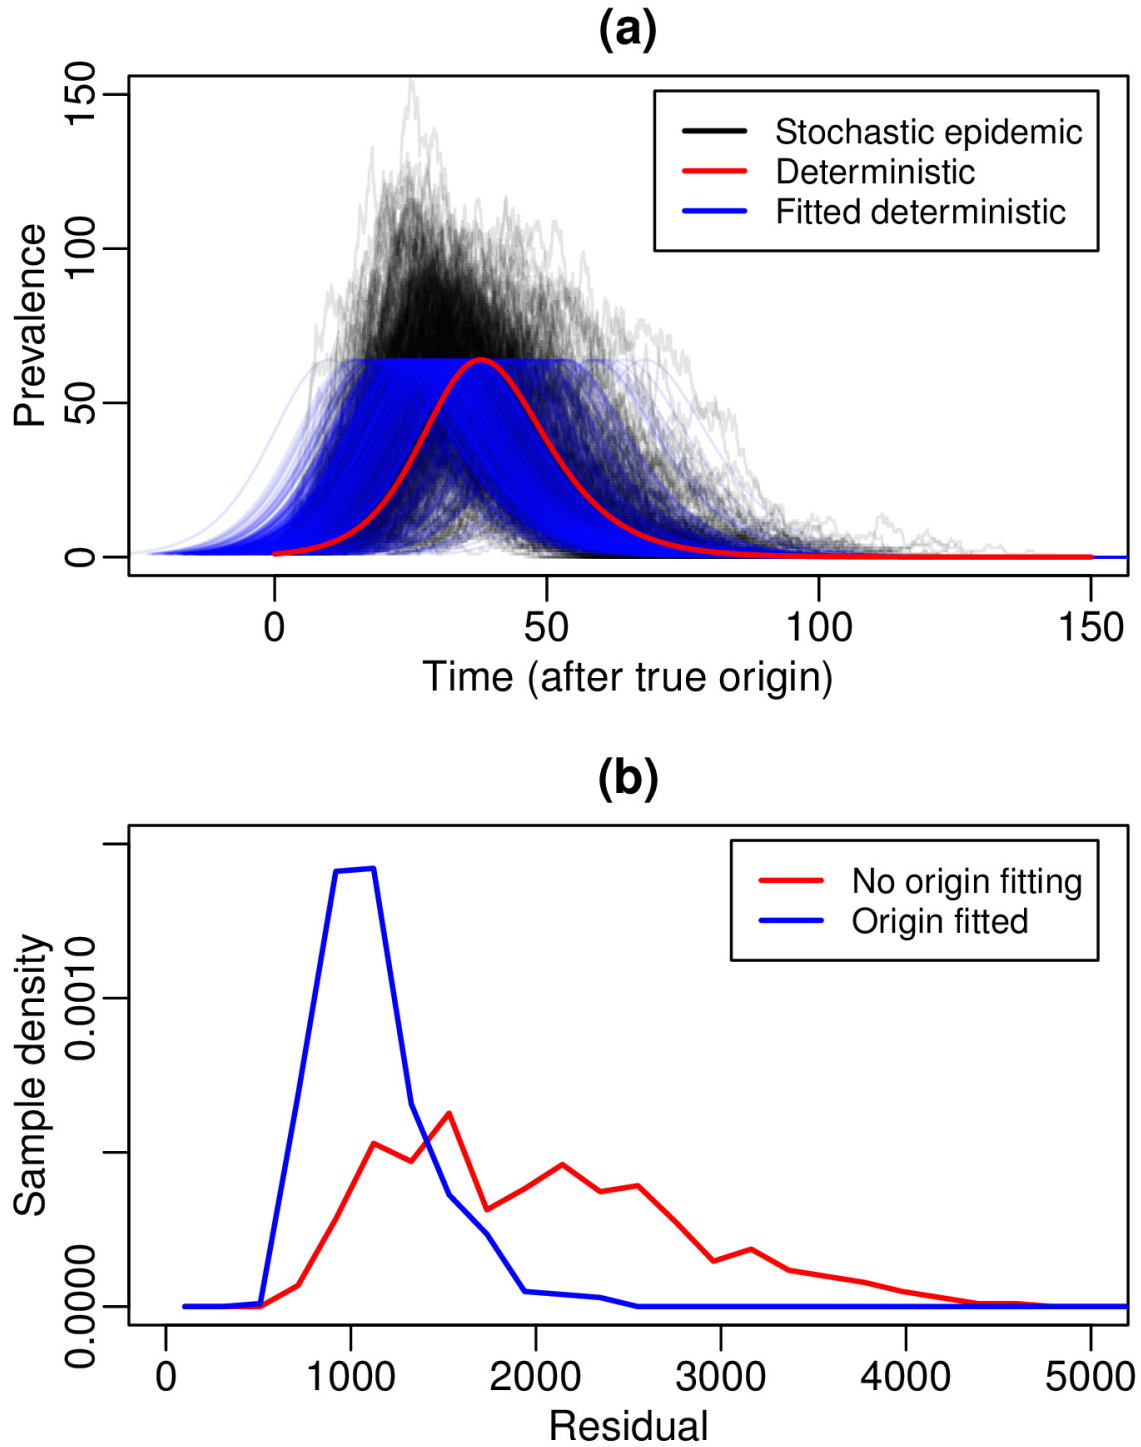 (a)
150
100
50
0
Prevalence
Stochastic epidemic
Deterministic
Fitted deterministic
0 50 100 150
Time (after true origin)
(b)
0.0010
0.0000
Sample density
No origin fitting
Origin fitted
0 1000 2000 3000 4000 5000
Residual